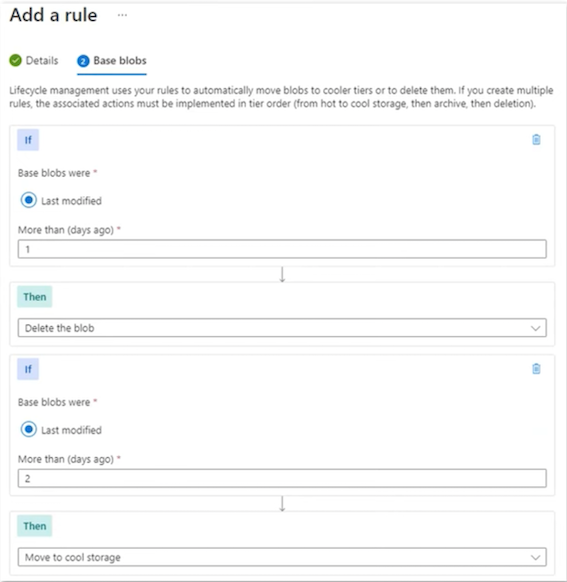 Add a rule ...
Details 2 Base blobs
Lifecycle management uses your rules to automatically move blobs to cooler tiers or to delete them. If you create multiple
rules, the associated actions must be implemented in tier order (from hot to cool storage, then archive, then deletion).
If
Base blobs were *
Last modified
More than (days ago) *
1
Then
Delete the blob
If
Base blobs were *
Last modified
More than (days ago) *
2
Then
Move to cool storage